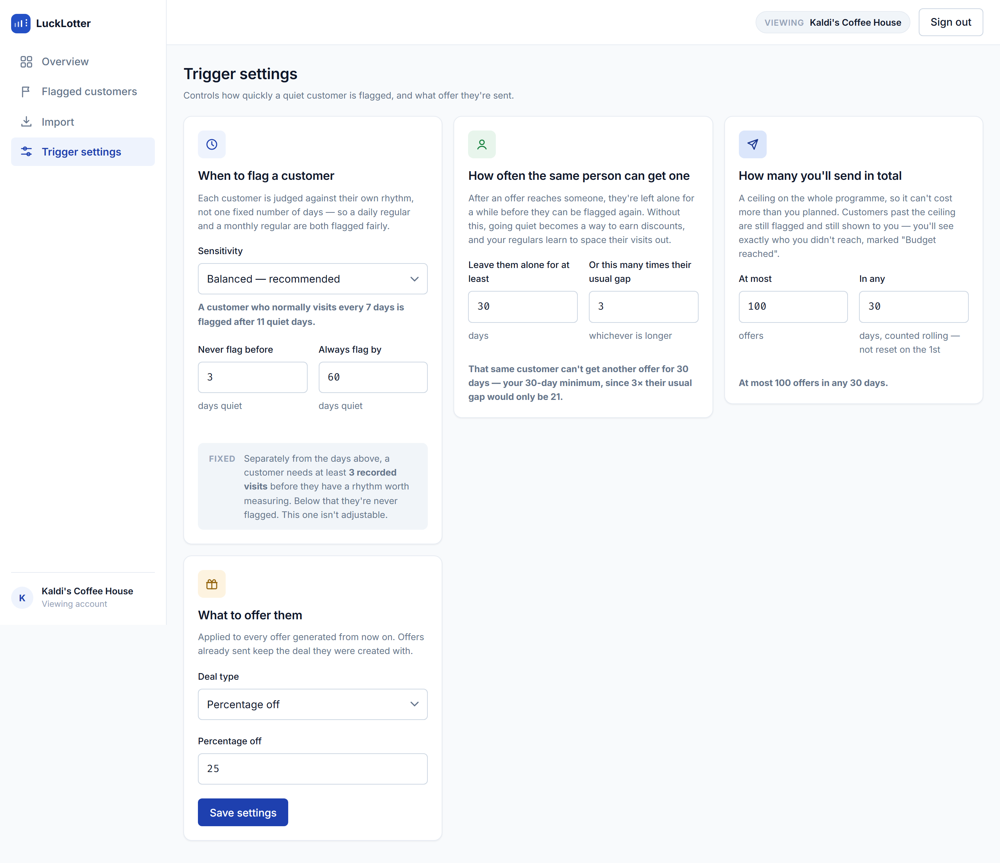 LuckLotter
VIEWING Kaldi's Coffee House
Sign out
Overview
Flagged customers
Import
Trigger settings
Kaldi's Coffee House
K
Viewing account
Trigger settings
Controls how quickly a quiet customer is flagged, and what offer they're sent.
When to flag a customer
Each customer is judged against their own rhythm,
not one fixed number of days — so a daily regular
and a monthly regular are both flagged fairly.
Sensitivity
Balanced — recommended
A customer who normally visits every 7 days is
flagged after 11 quiet days.
Never flag before
Always flag by
3
60
days quiet
days quiet
FIXED
Separately from the days above, a
customer needs at least 3 recorded
visits before they have a rhythm worth
measuring. Below that they're never
flagged. This one isn't adjustable.
How often the same person can get one
After an offer reaches someone, they're left alone for
a while before they can be flagged again. Without
this, going quiet becomes a way to earn discounts,
and your regulars learn to space their visits out.
Leave them alone for at
least
Or this many times their
usual gap
30
3
days
whichever is longer
That same customer can't get another offer for 30
days — your 30-day minimum, since 3× their usual
gap would only be 21.
How many you'll send in total
A ceiling on the whole programme, so it can't cost
more than you planned. Customers past the ceiling
are still flagged and still shown to you — you'll see
exactly who you didn't reach, marked "Budget
reached".
At most
In any
100
30
offers
days, counted rolling —
not reset on the 1st
At most 100 offers in any 30 days.
What to offer them
Applied to every offer generated from now on. Offers
already sent keep the deal they were created with.
Deal type
Percentage off
Percentage off
25
Save settings